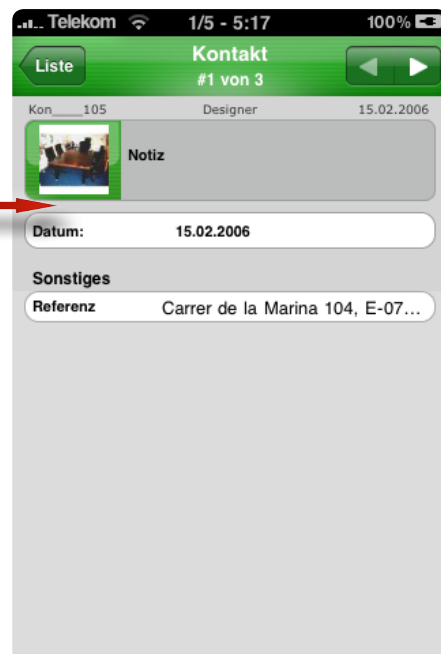 Telekom 1/5 - 5:17 100%
Liste Kontakt
#1 von 3
Kon____105 Designer 15.02.2006
Notiz
Datum: 15.02.2006
Sonstiges
Referenz Carrer de la Marina 104, E-07...